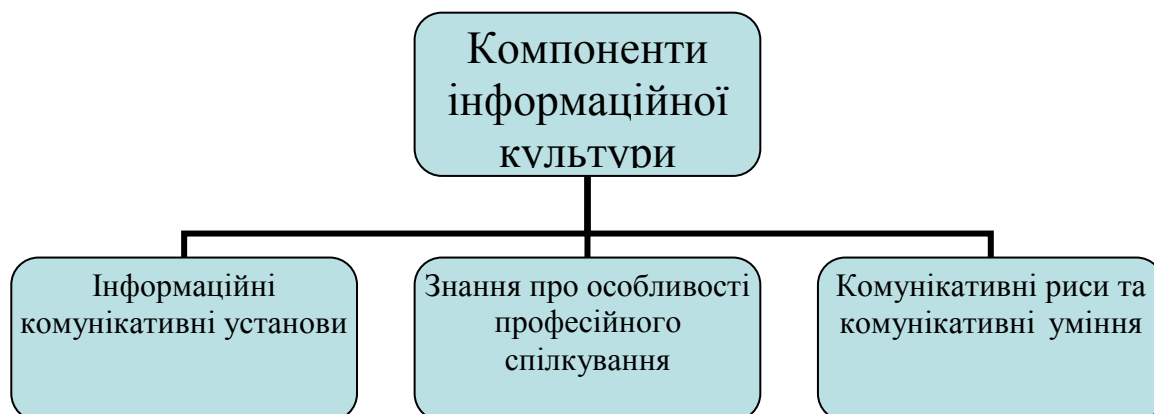 Компоненти
інформаційної
культури
Інформаційні
комунікативні установи
Знання про особливості
професійного
спілкування
Комунікативні риси та
комунікативні уміння